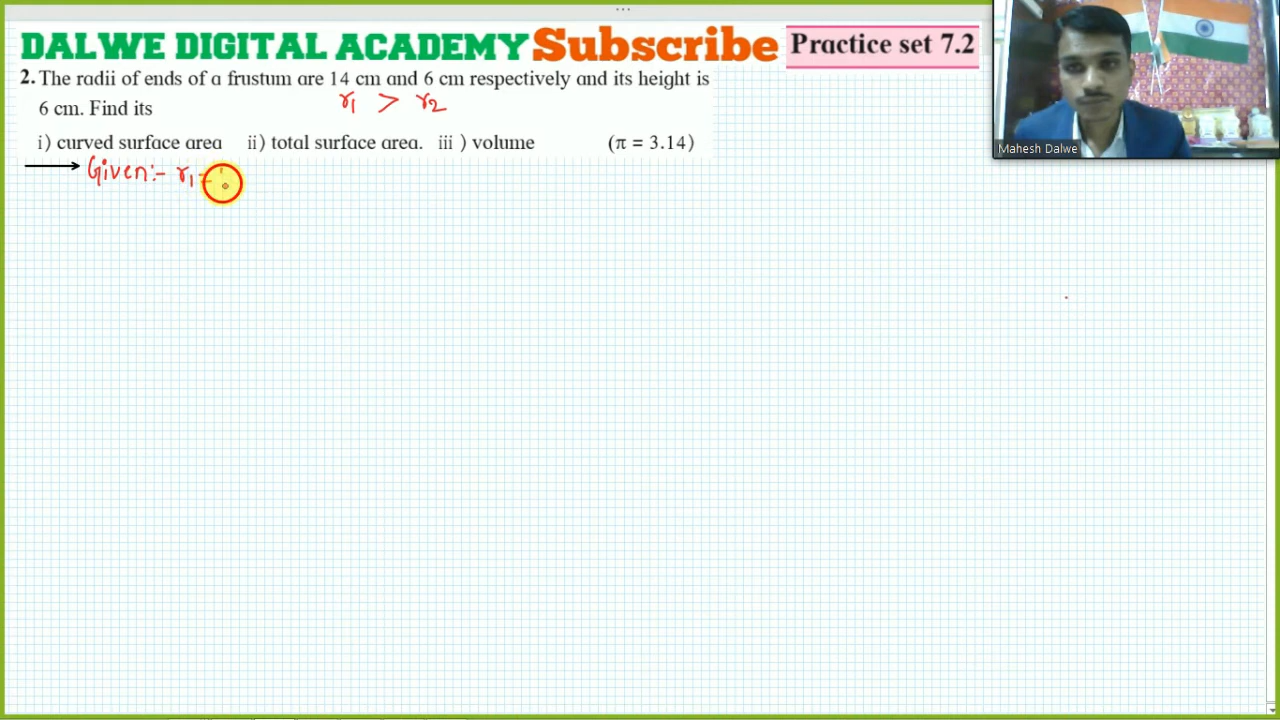 DALWE DIGITAL ACADEMY Subscribe Practice set 7.2
2. The radii of ends of a frustum are 14 cm and 6 cm respectively and its height is
r₁ > r₂
6 cm. Find its
i) curved surface area ii) total surface area. iii ) volume (π = 3.14)
→ Given:- r₁ =
Mahesh Dalwe